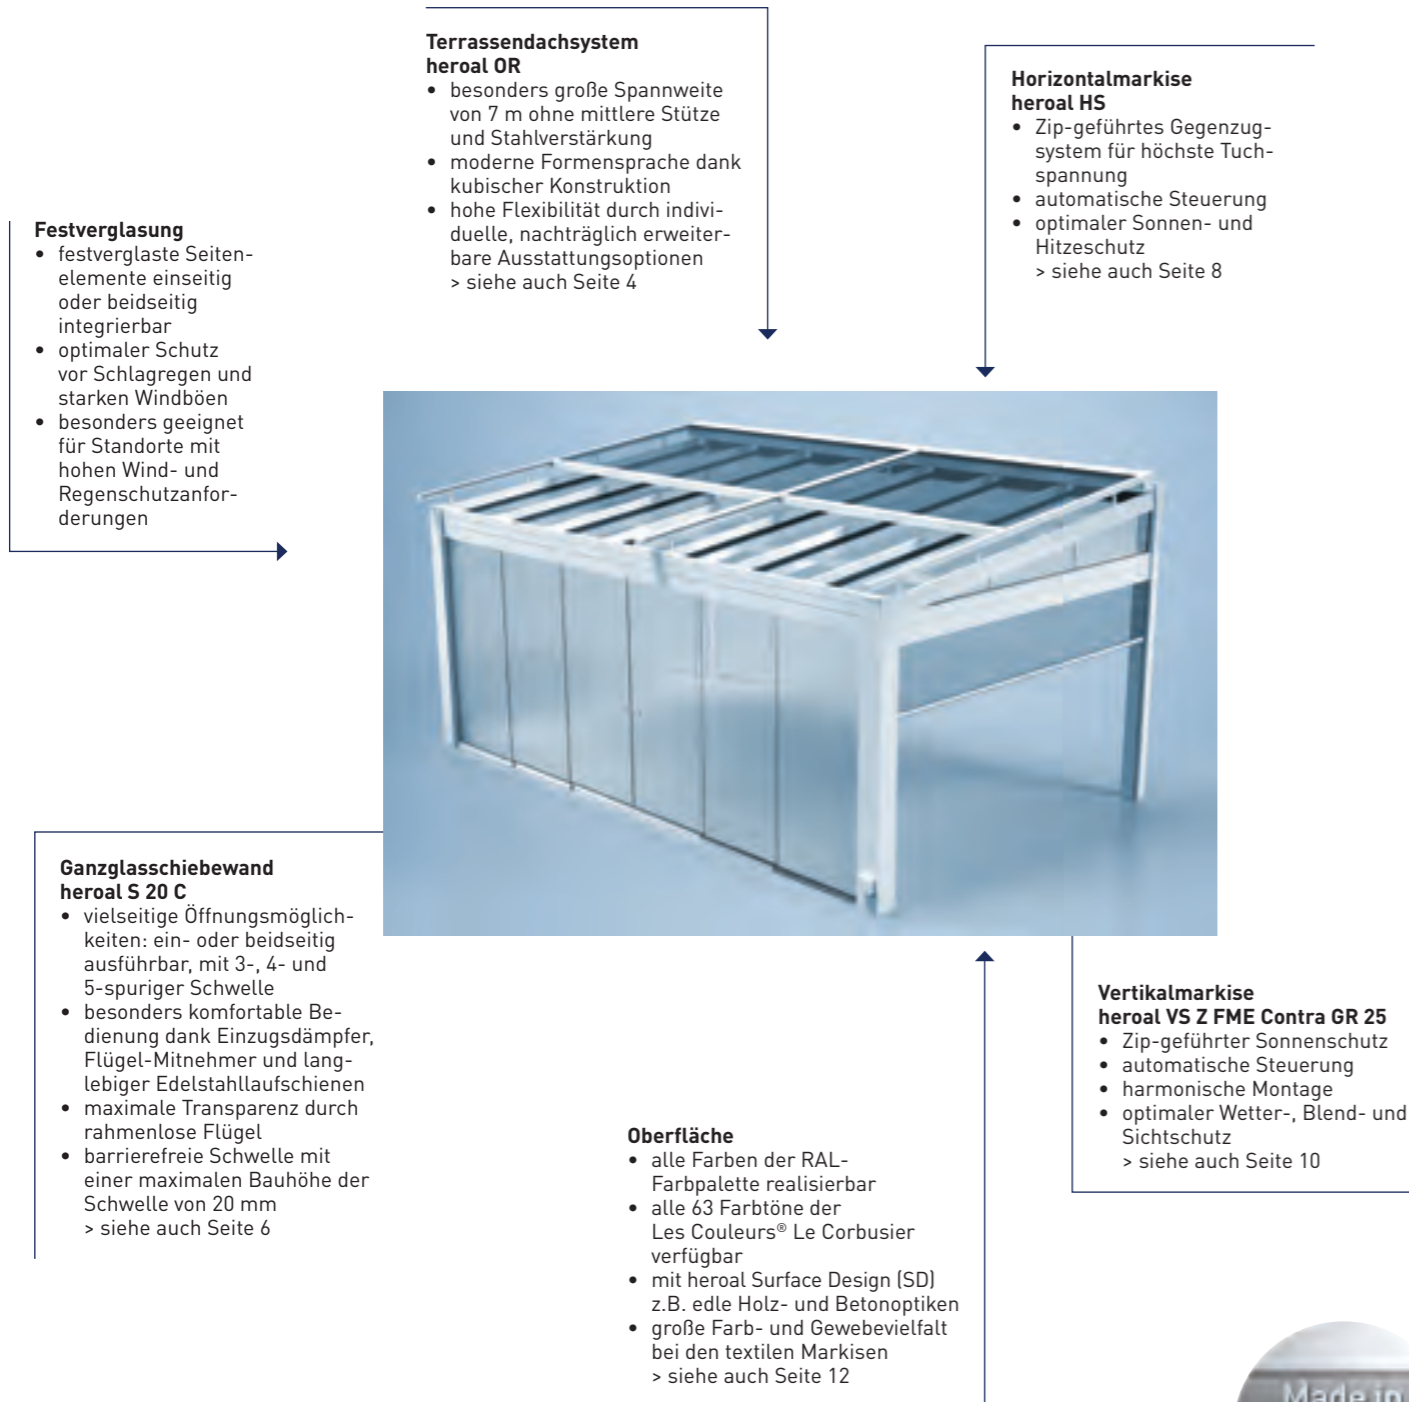 Terrassendachsystem
heroal OR
• besonders große Spannweite
von 7 m ohne mittlere Stütze
und Stahlverstärkung
• moderne Formensprache dank
kubischer Konstruktion
• hohe Flexibilität durch indivi-
duelle, nachträglich erweiter-
bare Ausstattungsoptionen
> siehe auch Seite 4
Horizontalmarkise
heroal HS
• Zip-geführtes Gegenzug-
system für höchste Tuch-
spannung
• automatische Steuerung
• optimaler Sonnen- und
Hitzeschutz
> siehe auch Seite 8
Festverglasung
• festverglaste Seiten-
elemente einseitig
oder beidseitig
integrierbar
• optimaler Schutz
vor Schlagregen und
starken Windböen
• besonders geeignet
für Standorte mit
hohen Wind- und
Regenschutzanfor-
derungen
Ganzglasschiebewand
heroal S 20 C
• vielseitige Öffnungsmöglich-
keiten: ein- oder beidseitig
ausführbar, mit 3-, 4- und
5-spuriger Schwelle
• besonders komfortable Be-
dienung dank Einzugsdämpfer,
Flügel-Mitnehmer und lang-
lebiger Edelstahllaufschienen
• maximale Transparenz durch
rahmenlose Flügel
• barrierefreie Schwelle mit
einer maximalen Bauhöhe der
Schwelle von 20 mm
> siehe auch Seite 6
Oberfläche
• alle Farben der RAL-
Farbpalette realisierbar
• alle 63 Farbtöne der
Les Couleurs® Le Corbusier
verfügbar
• mit heroal Surface Design (SD)
z.B. edle Holz- und Betonoptiken
• große Farb- und Gewebevielfalt
bei den textilen Markisen
> siehe auch Seite 12
Vertikalmarkise
heroal VS Z FME Contra GR 25
• Zip-geführter Sonnenschutz
• automatische Steuerung
• harmonische Montage
• optimaler Wetter-, Blend- und
Sichtschutz
> siehe auch Seite 10
Made in